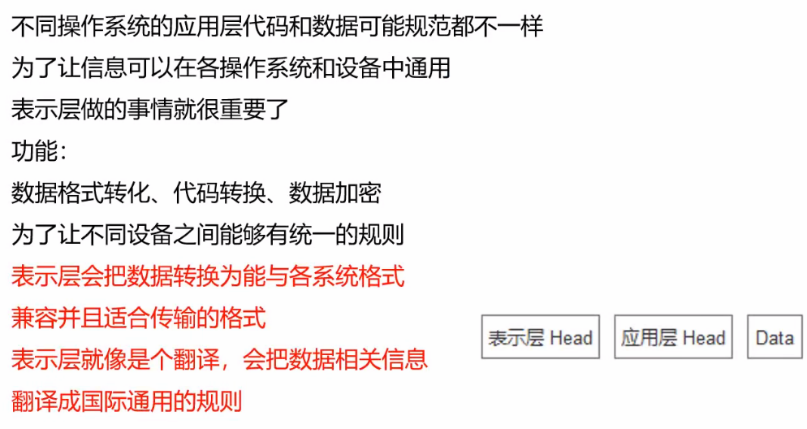 不同操作系统的应用层代码和数据可能规范都不一样
为了让信息可以在各操作系统和设备中通用
表示层做的事情就很重要了
功能：
数据格式转化、代码转换、数据加密
为了让不同设备之间能够有统一的规则
表示层会把数据转换为能与各系统格式
兼容并且适合传输的格式
表示层就像是个翻译，会把数据相关信息
翻译成国际通用的规则
表示层 Head 应用层 Head Data